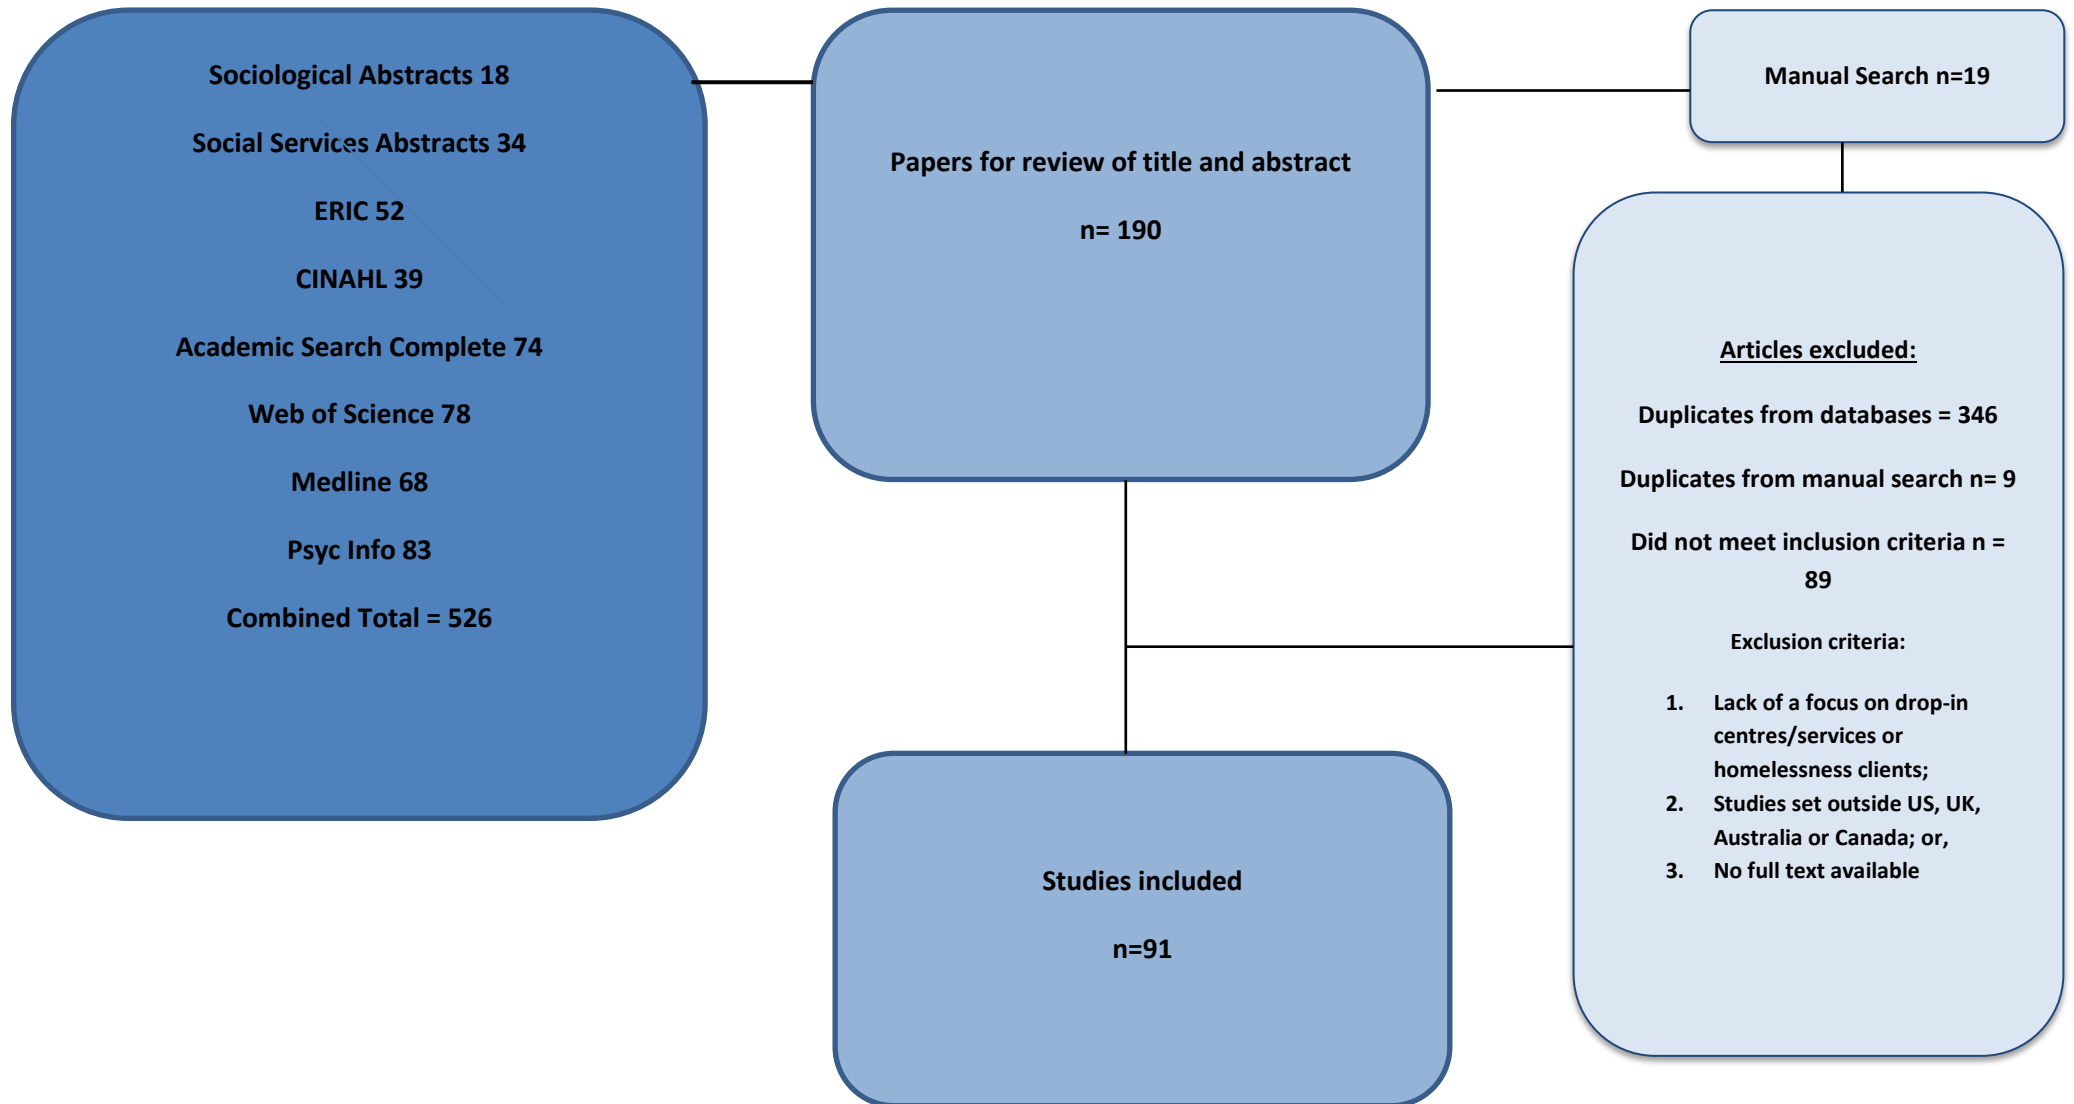 Sociological Abstracts 18
Social Services Abstracts 34
ERIC 52
CINAHL 39
Academic Search Complete 74
Web of Science 78
Medline 68
Psyc Info 83
Combined Total = 526
Papers for review of title and abstract
n= 190
Manual Search n=19
Articles excluded:
Duplicates from databases = 346
Duplicates from manual search n= 9
Did not meet inclusion criteria n =
89
Exclusion criteria:
1. Lack of a focus on drop-in
centres/services or
homelessness clients;
2. Studies set outside US, UK,
Australia or Canada; or,
3. No full text available
Studies included
n=91